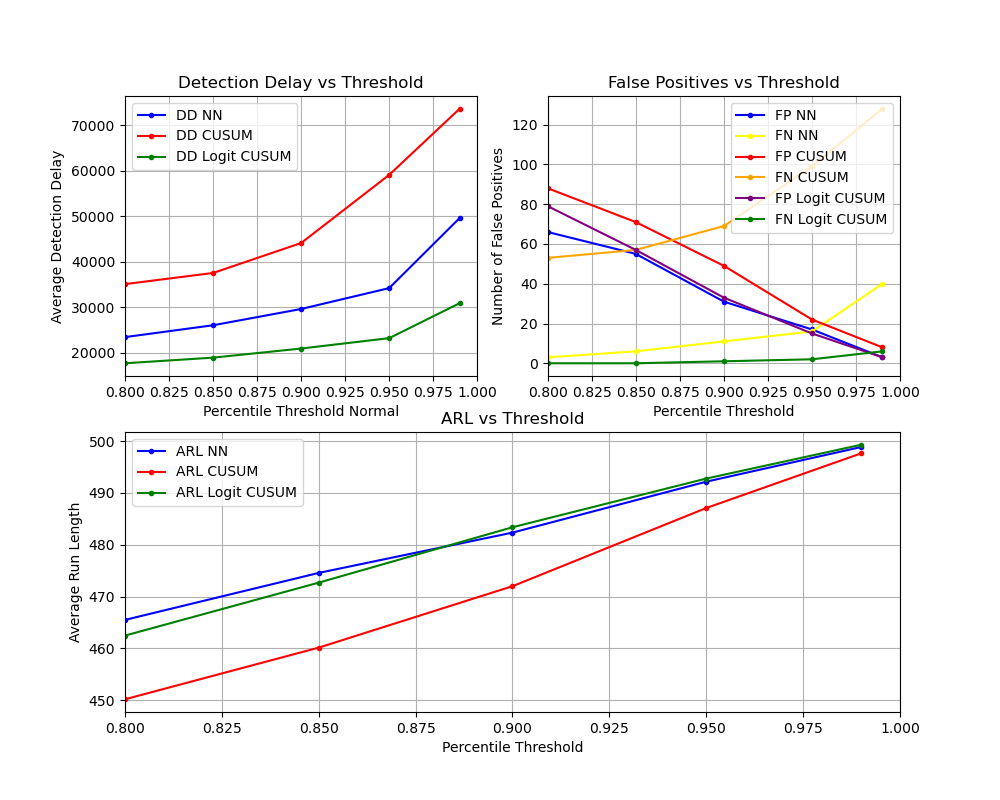 Detection Delay vs Threshold
Average Detection Delay
70000
60000
50000
40000
30000
20000
DD NN
DD CUSUM
DD Logit CUSUM
0.800 0.825 0.850 0.875 0.900 0.925 0.950 0.975 1.000
Percentile Threshold Normal
False Positives vs Threshold
Number of False Positives
120
100
80
60
40
20
0
FP NN
FN NN
FP CUSUM
FN CUSUM
FP Logit CUSUM
FN Logit CUSUM
0.800 0.825 0.850 0.875 0.900 0.925 0.950 0.975 1.000
Percentile Threshold
ARL vs Threshold
Average Run Length
500
490
480
470
460
450
ARL NN
ARL CUSUM
ARL Logit CUSUM
0.800 0.825 0.850 0.875 0.900 0.925 0.950 0.975 1.000
Percentile Threshold